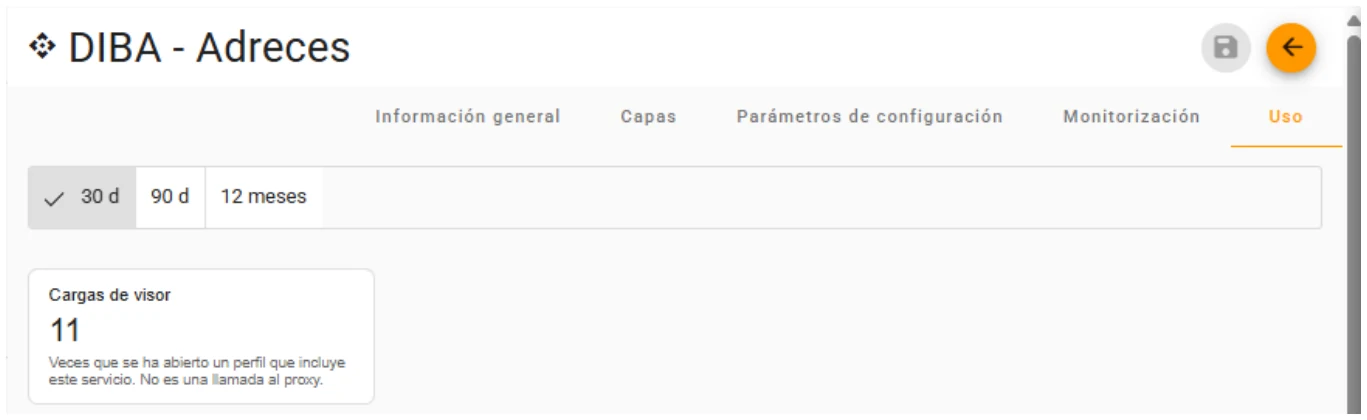 DIBA - Adreces
Información general Capas Parámetros de configuración Monitorización Uso
30 d 90 d 12 meses
Cargas de visor
11
Veces que se ha abierto un perfil que incluye
este servicio. No es una llamada al proxy.